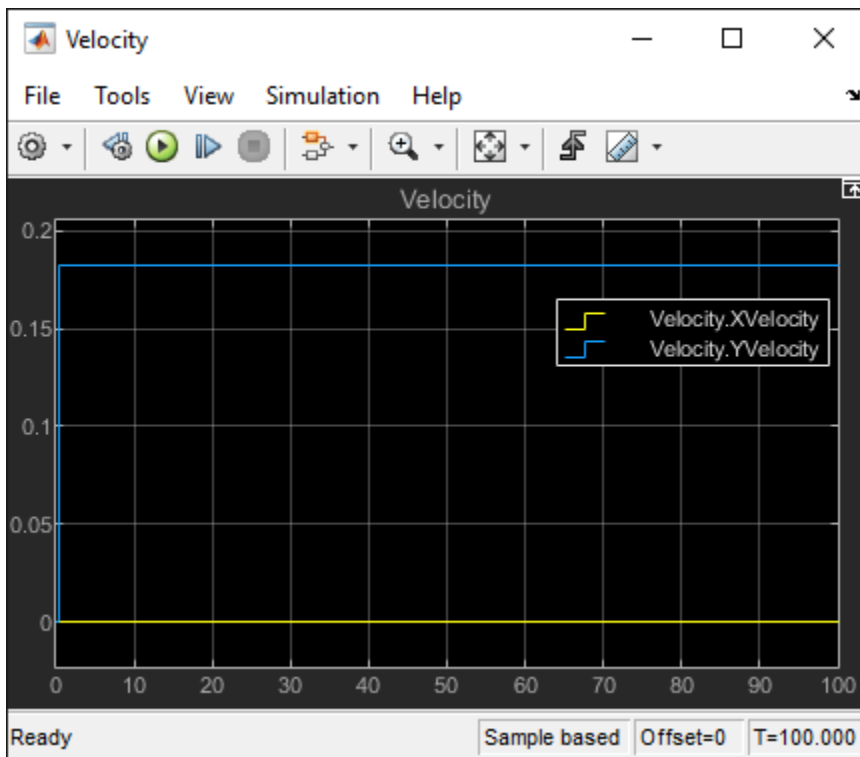 Velocity
File Tools View Simulation Help
Velocity
0.2
0.15
0.1
0.05
0
Velocity.XVelocity
Velocity.YVelocity
0 10 20 30 40 50 60 70 80 90 100
Ready Sample based Offset=0 T=100.000